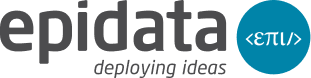 epidata
deploying ideas
<επι/>